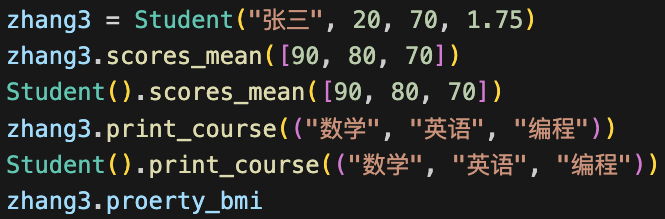 zhang3 = Student("张三", 20, 70, 1.75)
zhang3.scores_mean([90, 80, 70])
Student().scores_mean([90, 80, 70])
zhang3.print_course(("数学", "英语", "编程"))
Student().print_course(("数学", "英语", "编程"))
zhang3.proerty_bmi